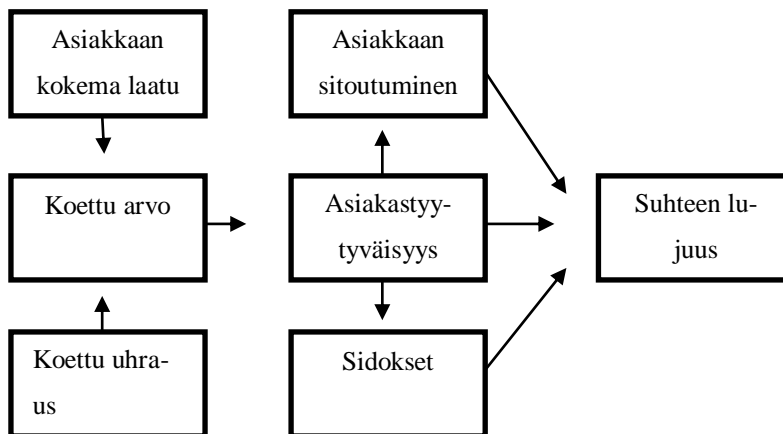 Asiakkaan
kokema laatu
Asiakkaan
sitoutuminen
Koettu arvo
Asiakastyy-
tyväisyys
Suhteen lu-
juus
Koettu uhra-
us
Sidokset